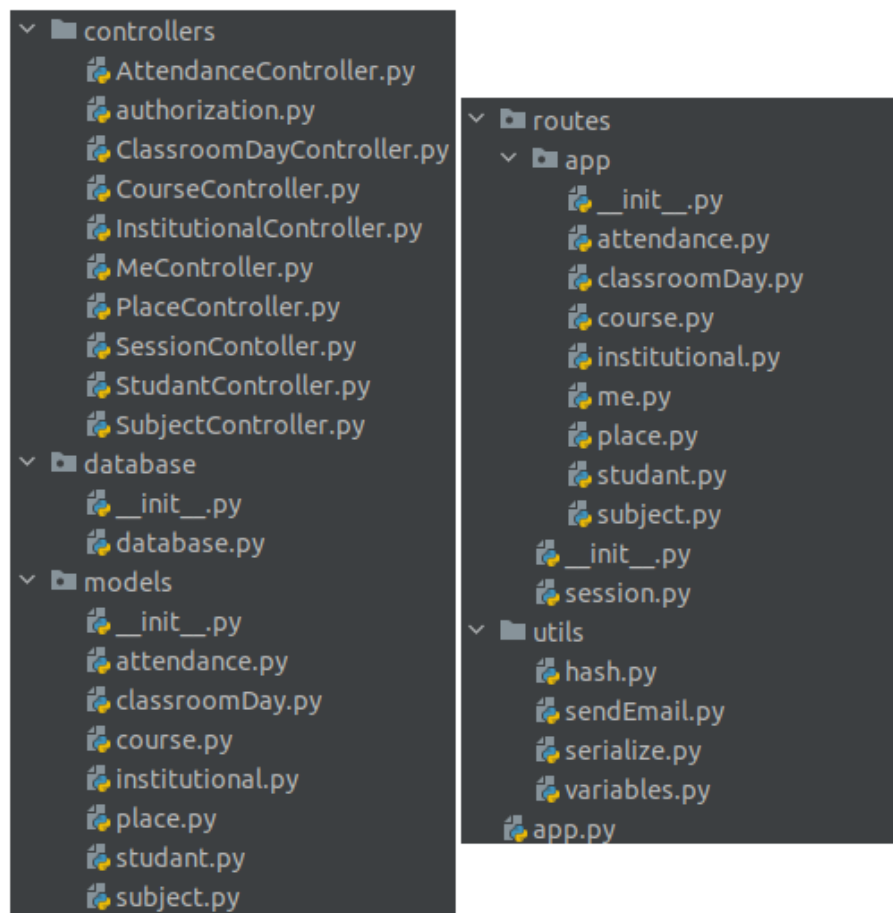 controllers
AttendanceController.py
authorization.py
ClassroomDayController.py
CourseController.py
InstitutionalController.py
MeController.py
PlaceController.py
SessionContoller.py
StudantController.py
SubjectController.py
database
__init__.py
database.py
models
__init__.py
attendance.py
classroomDay.py
course.py
institutional.py
place.py
studant.py
subject.py
routes
app
__init__.py
attendance.py
classroomDay.py
course.py
institutional.py
me.py
place.py
studant.py
subject.py
__init__.py
session.py
utils
hash.py
sendEmail.py
serialize.py
variables.py
app.py